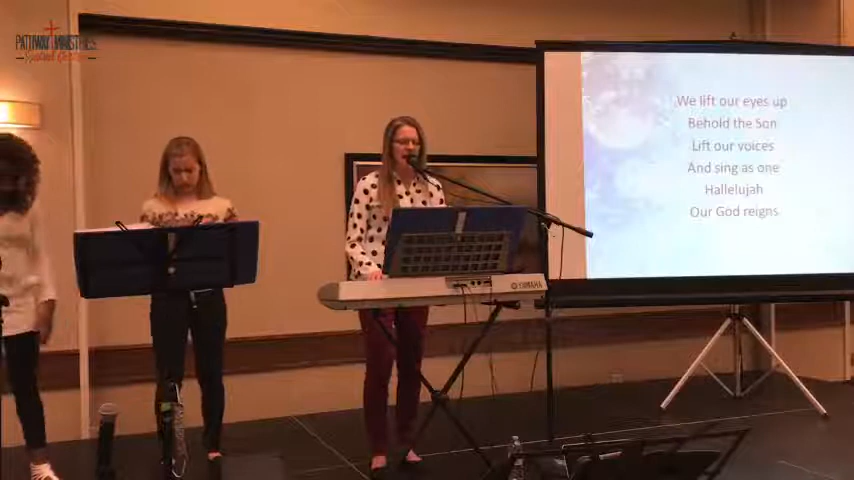 PATHWAY MINISTRIES
We lift our eyes up
Behold the Son
Lift our voices
And sing as one
Hallelujah
Our God reigns
YAMAHA